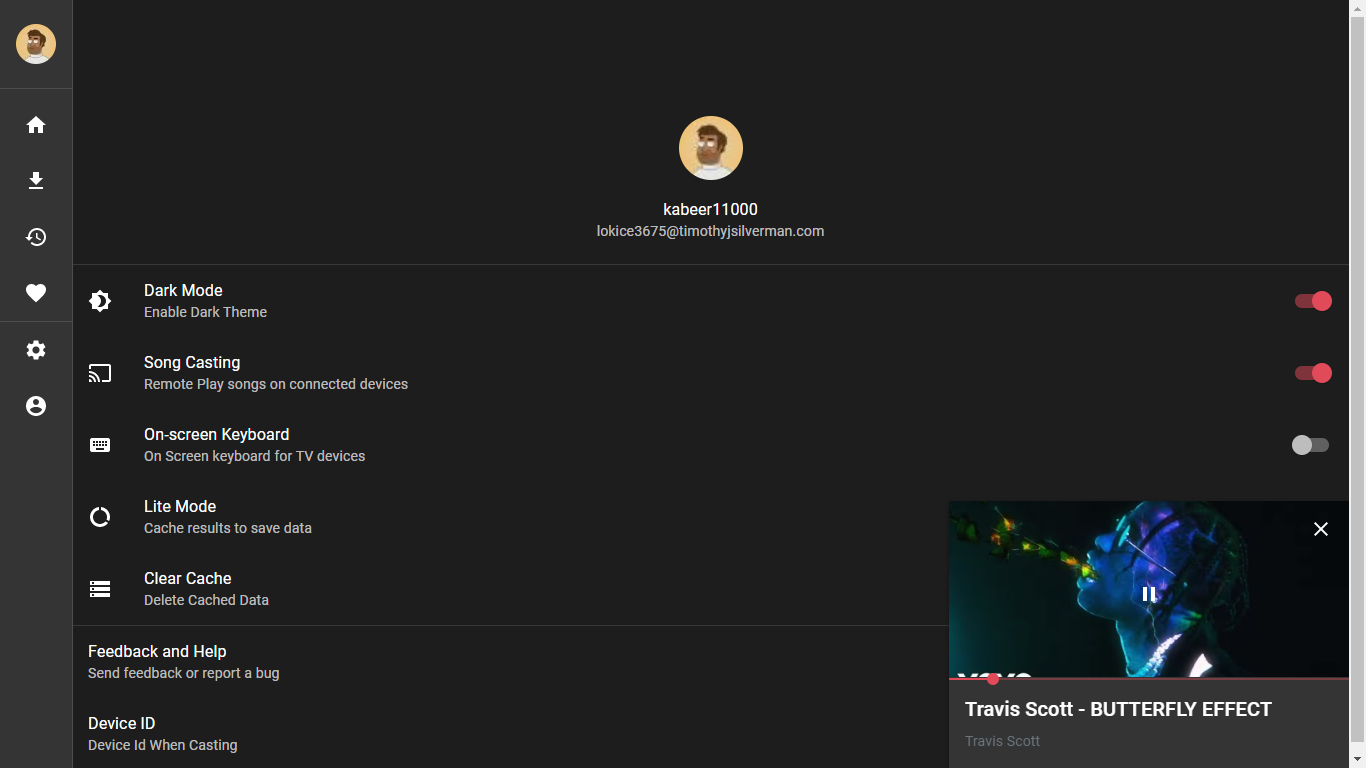 kabeer11000
lokice3675@timothyjsilverman.com
Dark Mode
Enable Dark Theme
Song Casting
Remote Play songs on connected devices
On-screen Keyboard
On Screen keyboard for TV devices
Lite Mode
Cache results to save data
Clear Cache
Delete Cached Data
Feedback and Help
Send feedback or report a bug
Device ID
Device Id When Casting
Travis Scott - BUTTERFLY EFFECT
Travis Scott